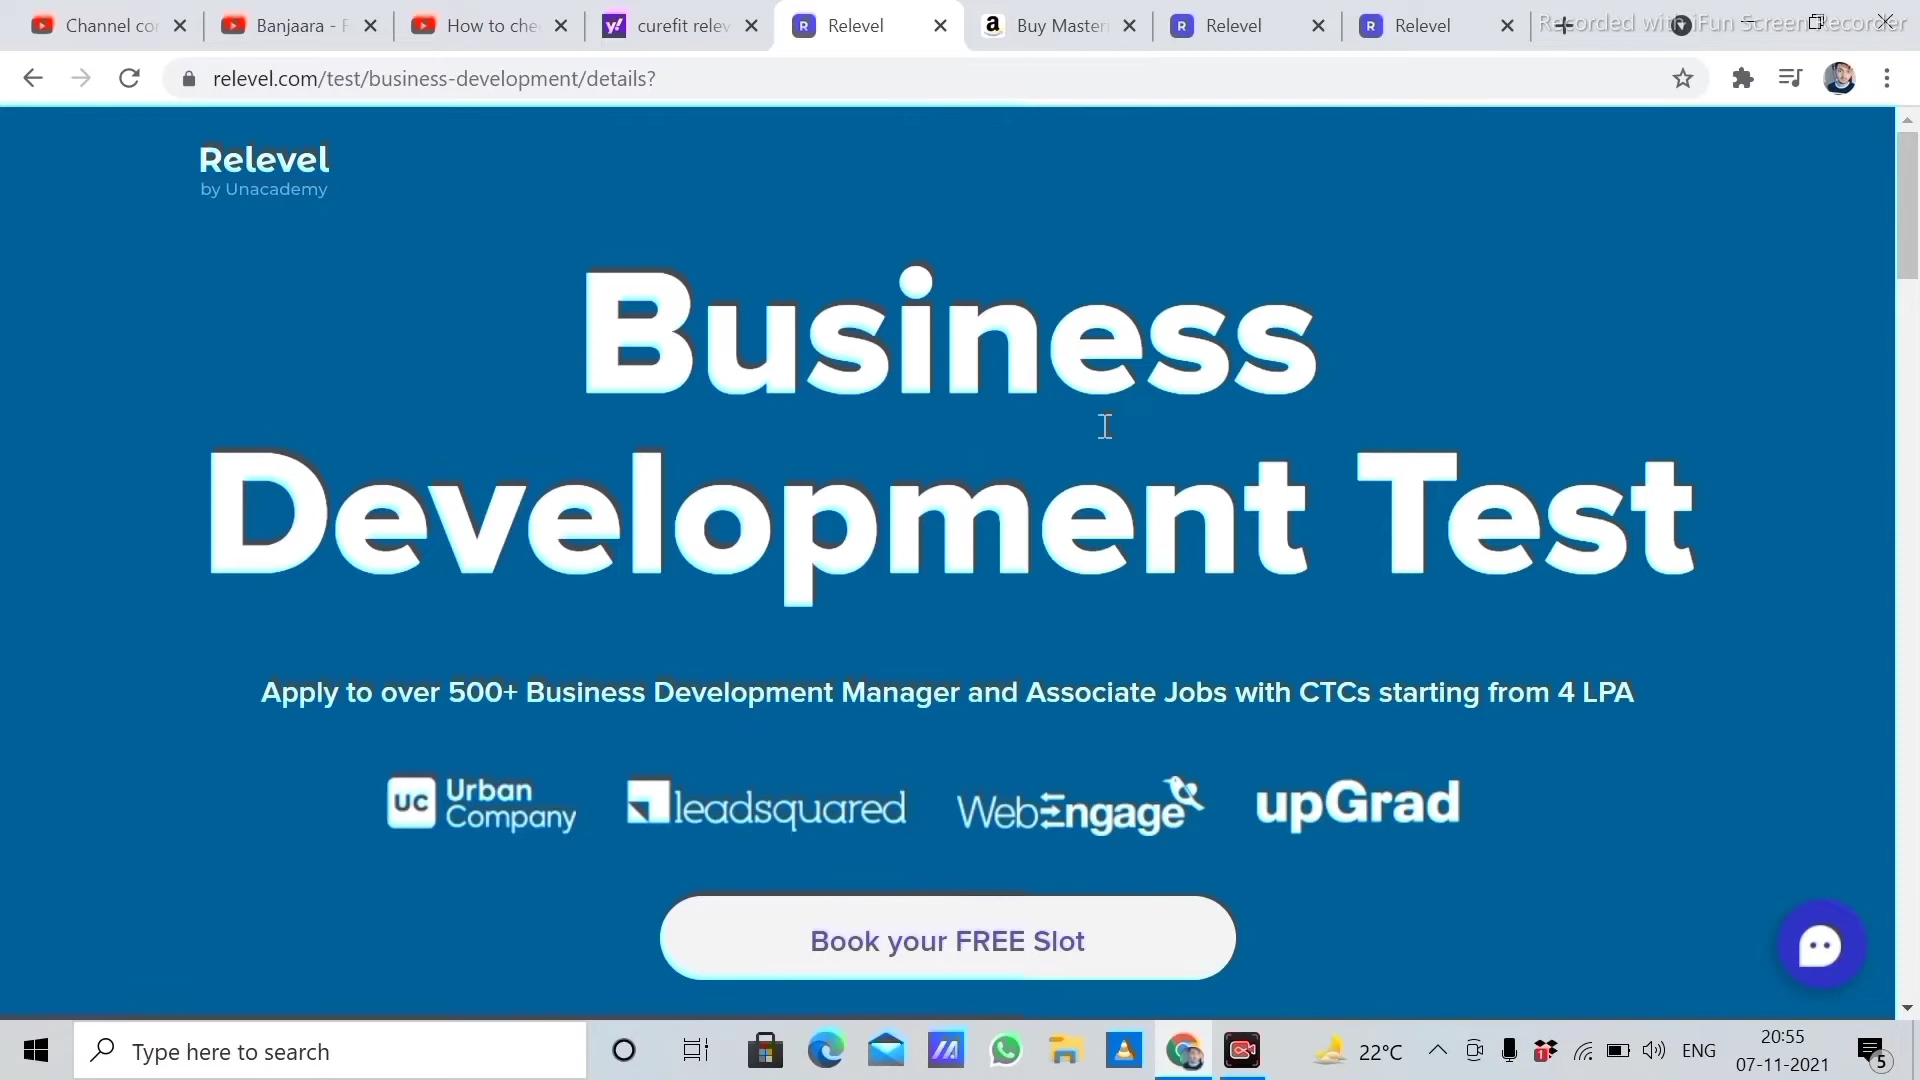 Channel co
Banjaara - F
How to che
curefit relev
Relevel
Buy Master
Relevel
Relevel
Recorded with iFun Screen Recorder
relevel.com/test/business-development/details?
Relevel
by Unacademy
Business
Development Test
Apply to over 500+ Business Development Manager and Associate Jobs with CTCs starting from 4 LPA
UC Urban Company
leadsquared
WebEngage
upGrad
Book your FREE Slot
Type here to search
22°C
ENG
20:55
07-11-2021
5